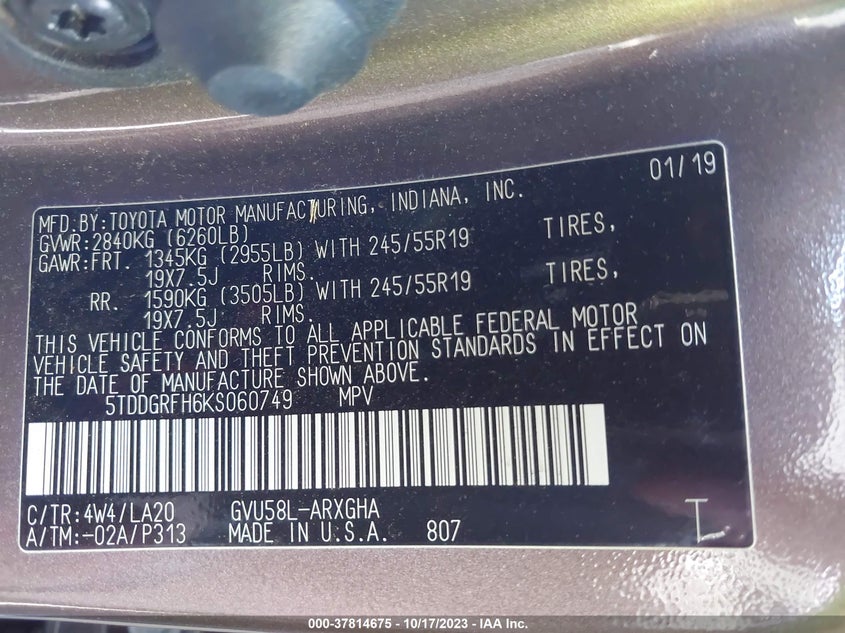 01/19
MFD.BY:TOYOTA MOTOR MANUFACTURING, INDIANA, INC.
GVWR:2840KG (6260LB)
GAWR:FRT. 1345KG (2955LB) WITH 245/55R19 TIRES,
19X7.5J RIMS.
RR. 1590KG (3505LB) WITH 245/55R19 TIRES,
19X7.5J RIMS.
THIS VEHICLE CONFORMS TO ALL APPLICABLE FEDERAL MOTOR
VEHICLE SAFETY AND THEFT PREVENTION STANDARDS IN EFFECT ON
THE DATE OF MANUFACTURE SHOWN ABOVE.
5TDDGRFH6KS060749 MPV
C/TR:4W4/LA20 GVU58L-ARXGHA
A/TM:-02A/P313 MADE IN U.S.A. 807
000-37814675 - 10/17/2023 - IAA Inc.